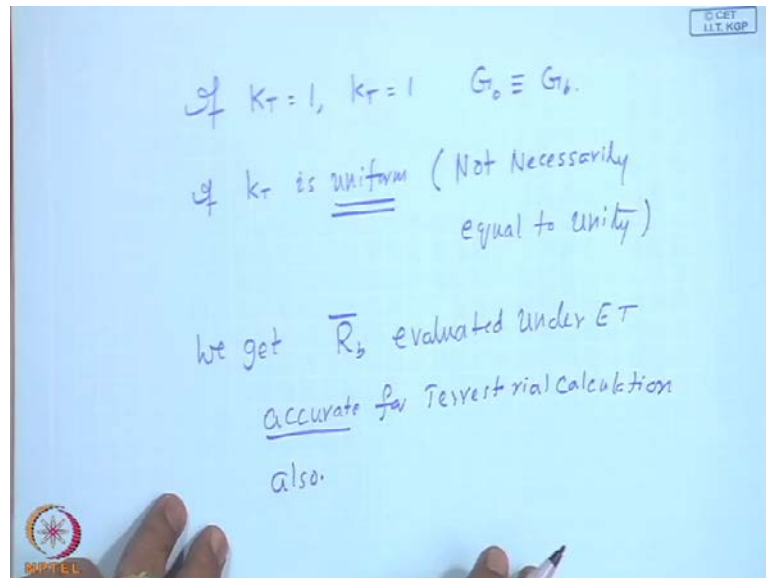 © CET
I.I.T. KGP
If KT = 1, kT = 1 Go ≡ Gb.
If kT is uniform (Not Necessarily
equal to unity)
We get R̅b evaluated under ET
accurate for Terrestrial calculation
also.
NPTEL